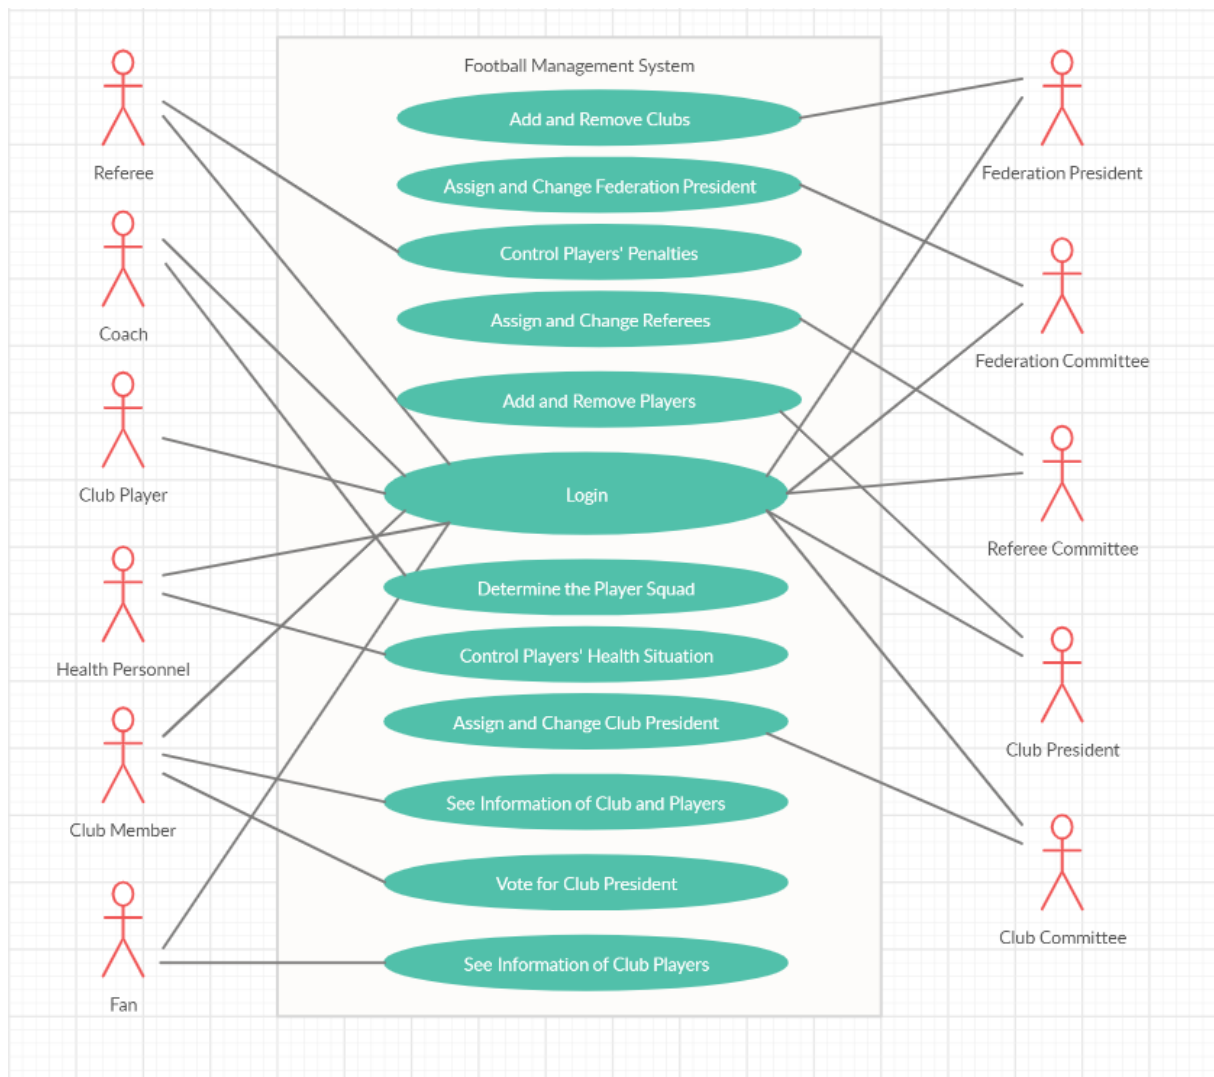 Football Management System
Add and Remove Clubs
Assign and Change Federation President
Control Players' Penalties
Assign and Change Referees
Add and Remove Players
Login
Determine the Player Squad
Control Players' Health Situation
Assign and Change Club President
See Information of Club and Players
Vote for Club President
See Information of Club Players
Referee
Coach
Club Player
Health Personnel
Club Member
Fan
Federation President
Federation Committee
Referee Committee
Club President
Club Committee